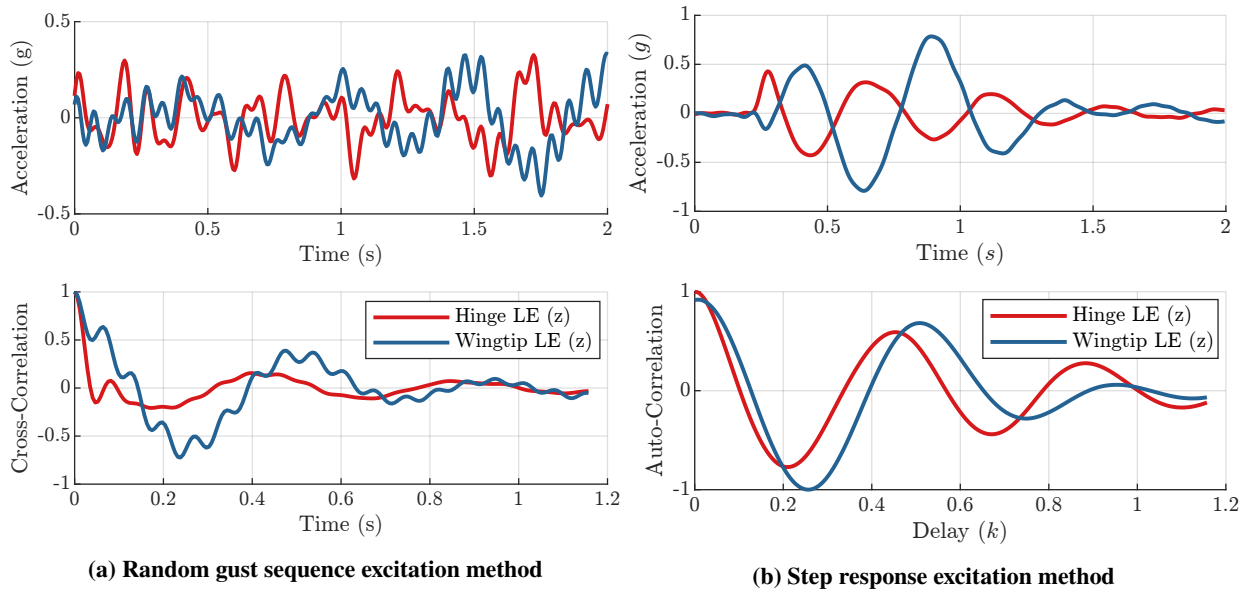 Acceleration (g)
0.5
0
-0.5
0
0.5
1
1.5
2
Time (s)
Cross-Correlation
1
0.5
0
-0.5
-1
0
0.2
0.4
0.6
0.8
1
1.2
Time (s)
Hinge LE (z)
Wingtip LE (z)
(a) Random gust sequence excitation method
Acceleration (g)
1
0.5
0
-0.5
-1
0
0.5
1
1.5
2
Time (s)
Auto-Correlation
1
0
-1
0
0.2
0.4
0.6
0.8
1
1.2
Delay (k)
Hinge LE (z)
Wingtip LE (z)
(b) Step response excitation method